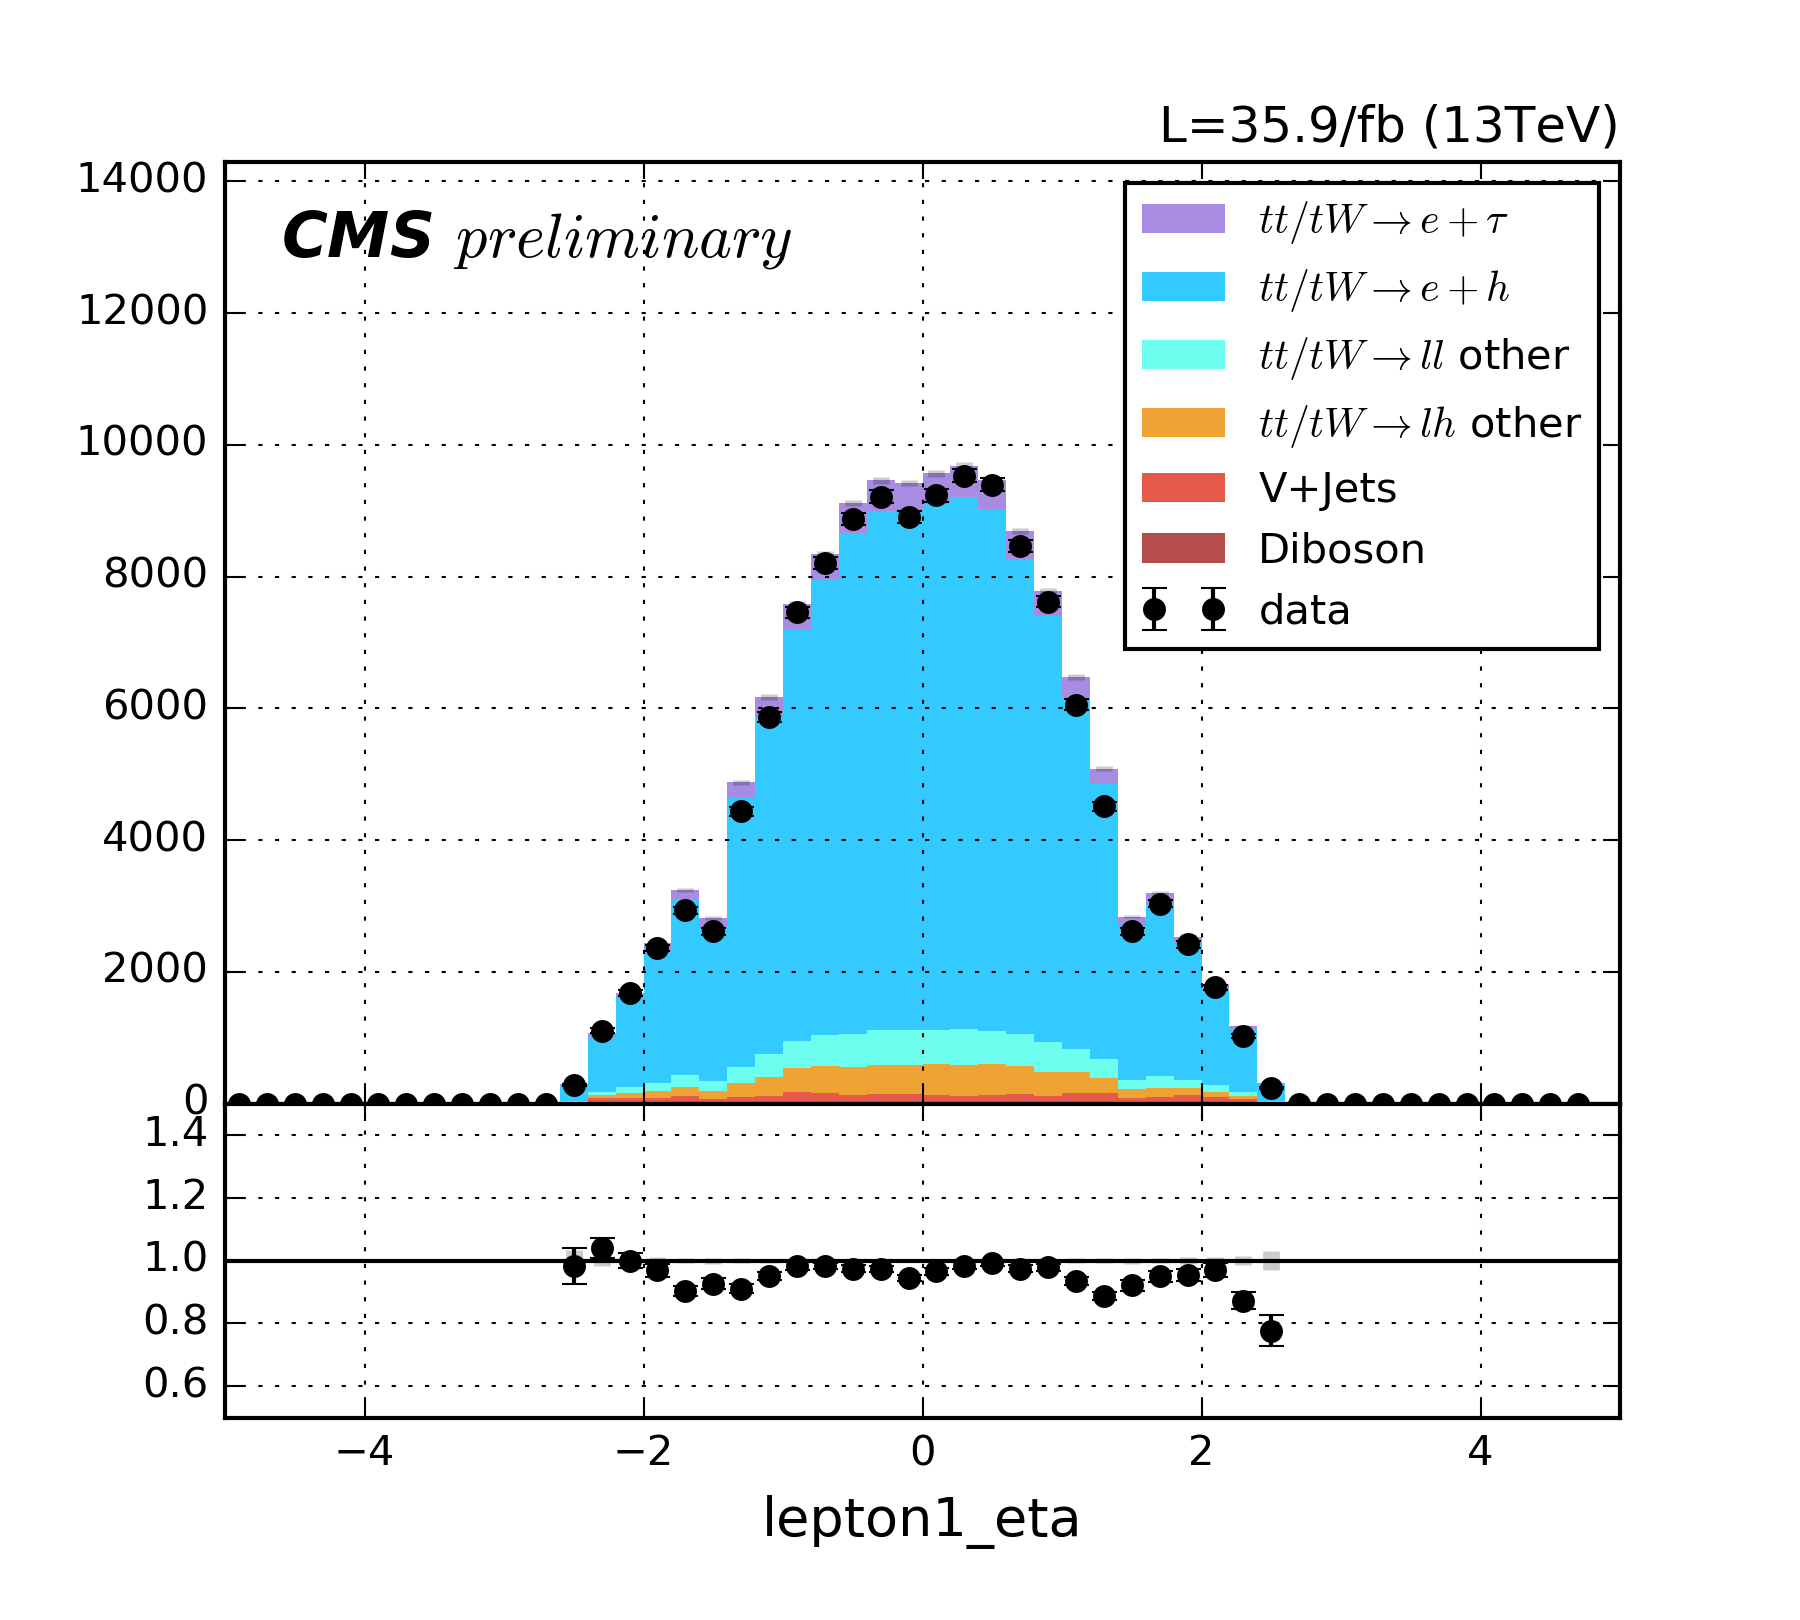 L=35.9/fb (13TeV)
CMS preliminary
14000
12000
10000
8000
6000
4000
2000
0
tt/tW→e+τ
tt/tW→e+h
tt/tW→ll other
tt/tW→lh other
V+Jets
Diboson
data
1.4
1.2
1.0
0.8
0.6
−4 −2 0 2 4
lepton1_eta